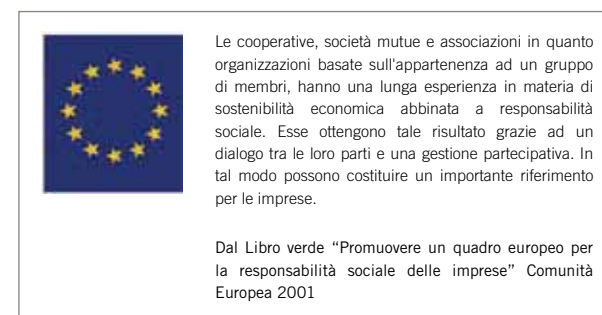 Le cooperative, società mutue e associazioni in quanto
organizzazioni basate sull'appartenenza ad un gruppo
di membri, hanno una lunga esperienza in materia di
sostenibilità economica abbinata a responsabilità
sociale. Esse ottengono tale risultato grazie ad un
dialogo tra le loro parti e una gestione partecipativa. In
tal modo possono costituire un importante riferimento
per le imprese.
Dal Libro verde “Promuovere un quadro europeo per
la responsabilità sociale delle imprese” Comunità
Europea 2001